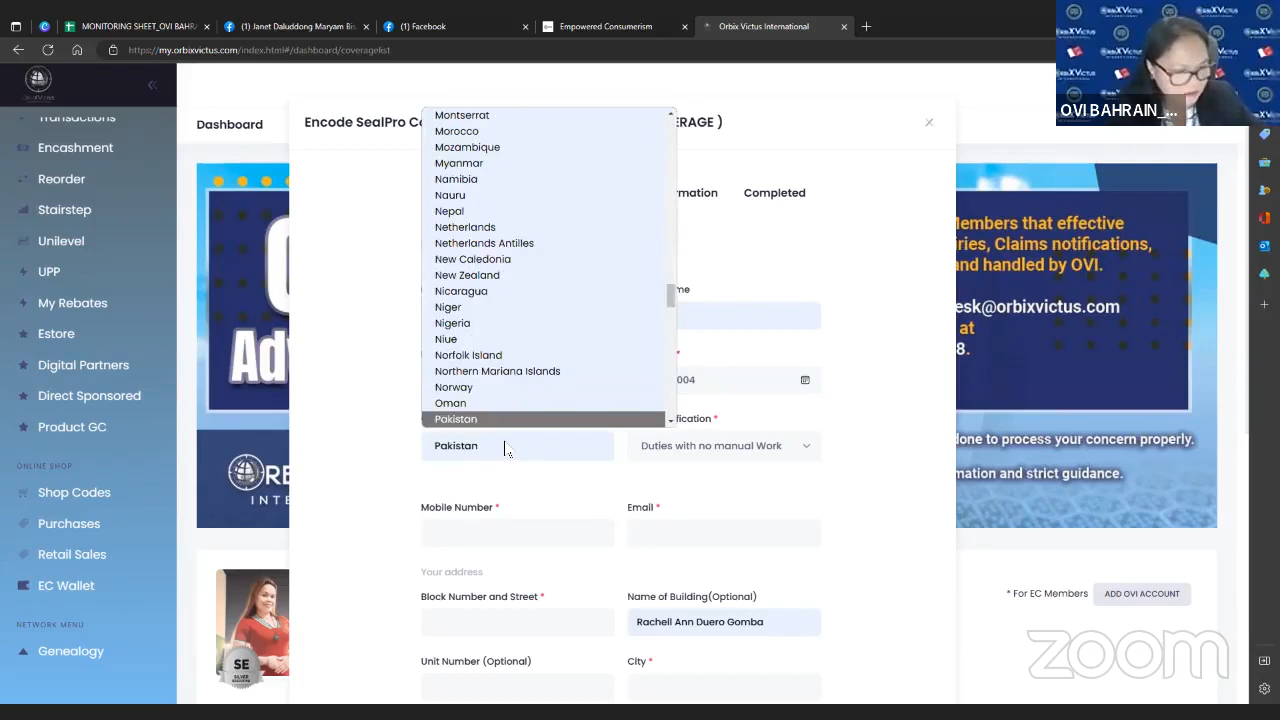 MONITORING SHEET_OVI BAHR
(1) Janet Daluddong Maryam Bi
(1) Facebook
Empowered Consumerism
Orbix Victus International
https://my.orbixvictus.com/index.html#/dashboard/coveragelist
OVI BAHRAIN_...
Transactions
Encashment
Reorder
Stairstep
Unilevel
UPP
My Rebates
Estore
Digital Partners
Direct Sponsored
Product GC
ONLINE SHOP
Shop Codes
Purchases
Retail Sales
EC Wallet
NETWORK MENU
Genealogy
Dashboard
Encode SealPro Co
ERAGE )
rmation
Completed
Montserrat
Morocco
Mozambique
Myanmar
Namibia
Nauru
Nepal
Netherlands
Netherlands Antilles
New Caledonia
New Zealand
Nicaragua
Niger
Nigeria
Niue
Norfolk Island
Northern Mariana Islands
Norway
Oman
Pakistan
me
*
004
ification *
Pakistan
Duties with no manual Work
Mobile Number *
Email *
Your address
Block Number and Street *
Name of Building(Optional)
Rachell Ann Duero Gomba
Unit Number (Optional)
City *
Members that effective
iries, Claims notifications,
and handled by OVI.
esk@orbixvictus.com
at
8.
done to process your concern properly.
mation and strict guidance.
Ad
ORB
INTE
SE
SILVER
EXECUTIVE
* For EC Members
ADD OVI ACCOUNT
zoom